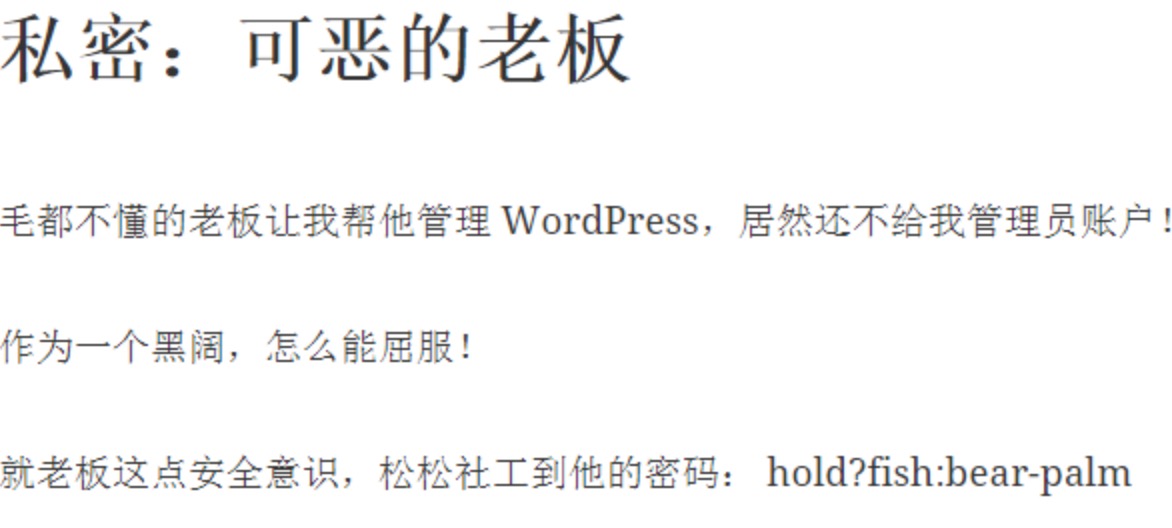 私密：可恶的老板
毛都不懂的老板让我帮他管理 WordPress，居然还不给我管理员账户！
作为一个黑阔，怎么能屈服！
就老板这点安全意识，松松社工到他的密码： hold?fish:bear-palm